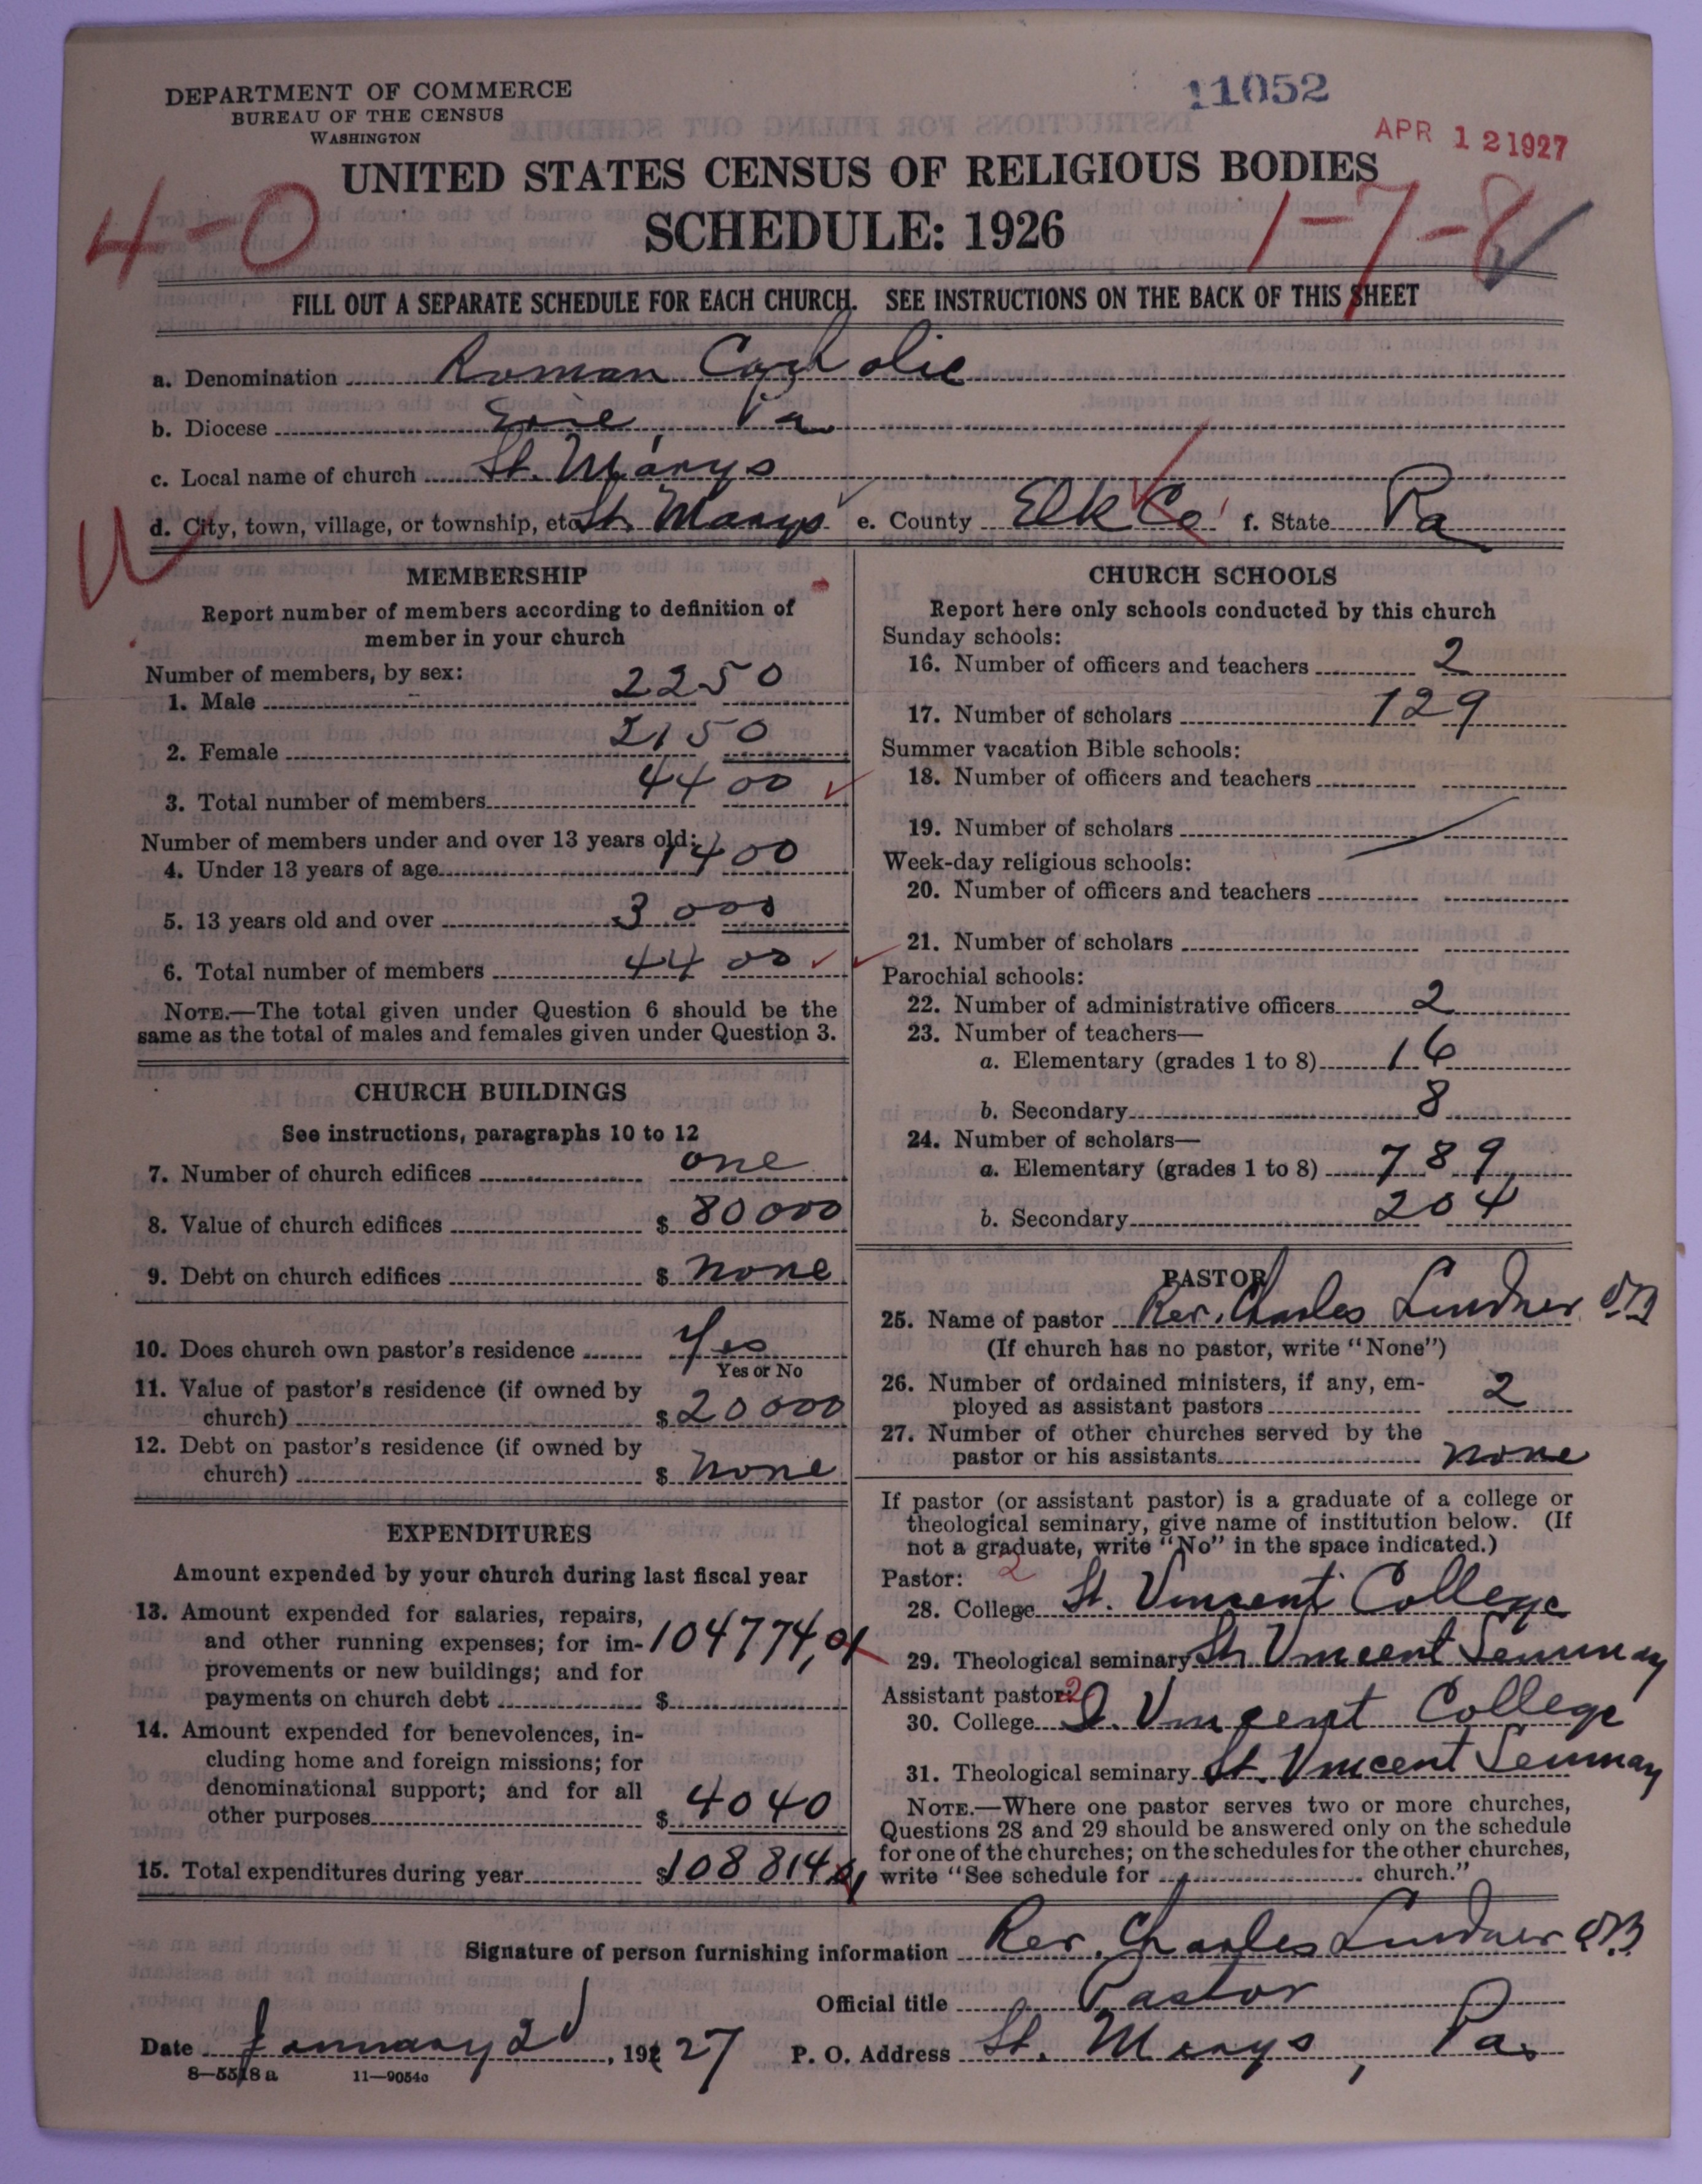 DEPARTMENT OF COMMERCE
BUREAU OF THE CENSUS
WASHINGTON
11052
APR 12 1927
UNITED STATES CENSUS OF RELIGIOUS BODIES
SCHEDULE: 1926
4-0
1-7-8
FILL OUT A SEPARATE SCHEDULE FOR EACH CHURCH. SEE INSTRUCTIONS ON THE BACK OF THIS SHEET
a. Denomination Roman Catholic
b. Diocese Erie, Pa
c. Local name of church St. Marys
d. City, town, village, or township, etc. St. Marys e. County Elk Co f. State Pa
MEMBERSHIP
Report number of members according to definition of
member in your church
Number of members, by sex:
1. Male 2250
2. Female 2150
3. Total number of members 4400
Number of members under and over 13 years old:
4. Under 13 years of age 1400
5. 13 years old and over 3000
6. Total number of members 4400
NOTE.—The total given under Question 6 should be the
same as the total of males and females given under Question 3.
CHURCH BUILDINGS
See instructions, paragraphs 10 to 12
7. Number of church edifices one
8. Value of church edifices $ 80000
9. Debt on church edifices $ none
10. Does church own pastor's residence Yes
Yes or No
11. Value of pastor's residence (if owned by
church) $ 20000
12. Debt on pastor's residence (if owned by
church) $ none
EXPENDITURES
Amount expended by your church during last fiscal year
13. Amount expended for salaries, repairs,
and other running expenses; for im- 104774,01
provements or new buildings; and for
payments on church debt $
14. Amount expended for benevolences, in-
cluding home and foreign missions; for
denominational support; and for all
other purposes $ 4040
15. Total expenditures during year $108814
CHURCH SCHOOLS
Report here only schools conducted by this church
Sunday schools:
16. Number of officers and teachers 2
17. Number of scholars 129
Summer vacation Bible schools:
18. Number of officers and teachers
19. Number of scholars
Week-day religious schools:
20. Number of officers and teachers
21. Number of scholars
Parochial schools:
22. Number of administrative officers 2
23. Number of teachers—
a. Elementary (grades 1 to 8) 16
b. Secondary 8
24. Number of scholars—
a. Elementary (grades 1 to 8) 789
b. Secondary 204
PASTOR
25. Name of pastor Rev. Charles Lindner
(If church has no pastor, write "None")
26. Number of ordained ministers, if any, em-
ployed as assistant pastors 2
27. Number of other churches served by the
pastor or his assistants none
If pastor (or assistant pastor) is a graduate of a college or
theological seminary, give name of institution below. (If
not a graduate, write "No" in the space indicated.)
Pastor: 2
28. College St. Vincent College
29. Theological seminary St. Vincent Seminary
Assistant pastor: 2
30. College St. Vincent College
31. Theological seminary St. Vincent Seminary
NOTE.—Where one pastor serves two or more churches,
Questions 28 and 29 should be answered only on the schedule
for one of the churches; on the schedules for the other churches,
write "See schedule for church."
Signature of person furnishing information Rev. Charles Lindner
Official title Pastor
Date January 2d, 1927 P. O. Address St. Marys, Pa.
8—5518 a 11—9054a